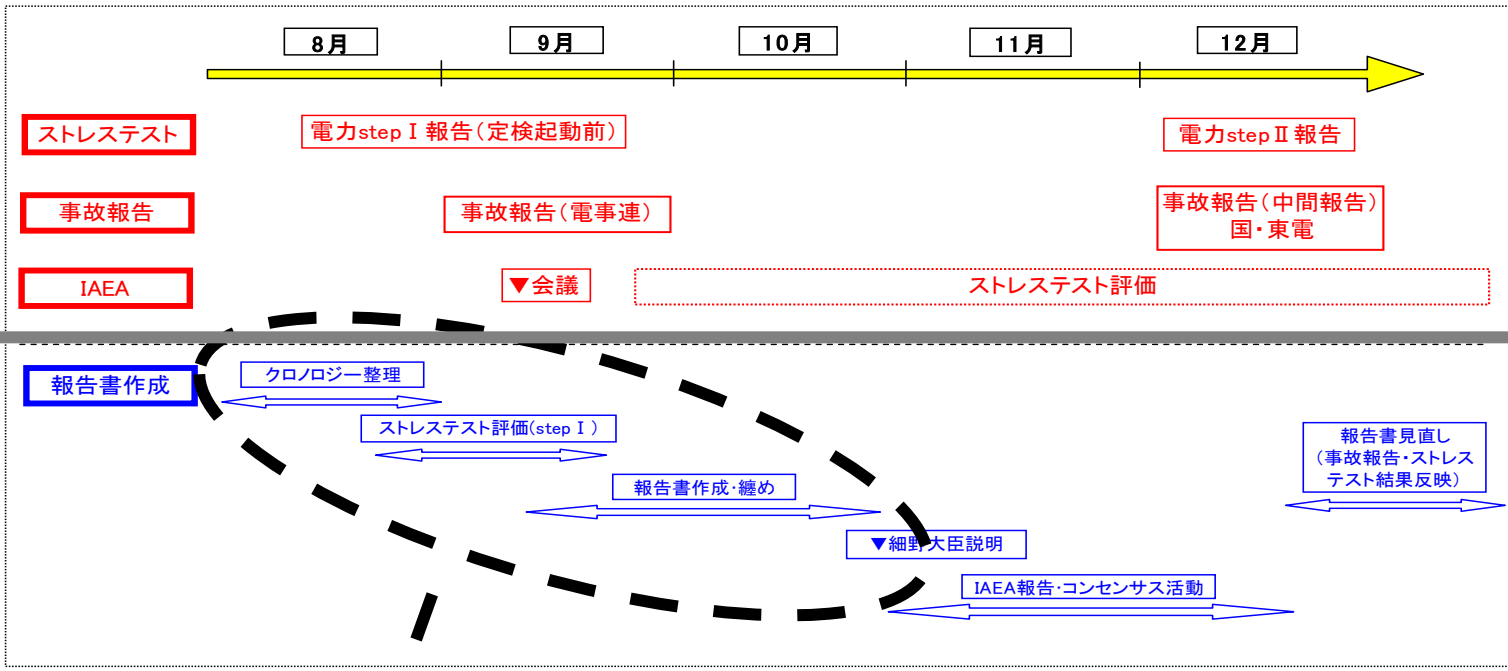 8月
9月
10月
11月
12月
ストレステスト
電力stepⅠ報告(定検起動前)
電力stepⅡ報告
事故報告
事故報告(電事連)
事故報告(中間報告)
国・東電
IAEA
▼会議
ストレステスト評価
報告書作成
クロノロジー整理
ストレステスト評価(stepⅠ)
報告書作成・纏め
▼細野大臣説明
IAEA報告・コンセンサス活動
報告書見直し
(事故報告・ストレス
テスト結果反映)